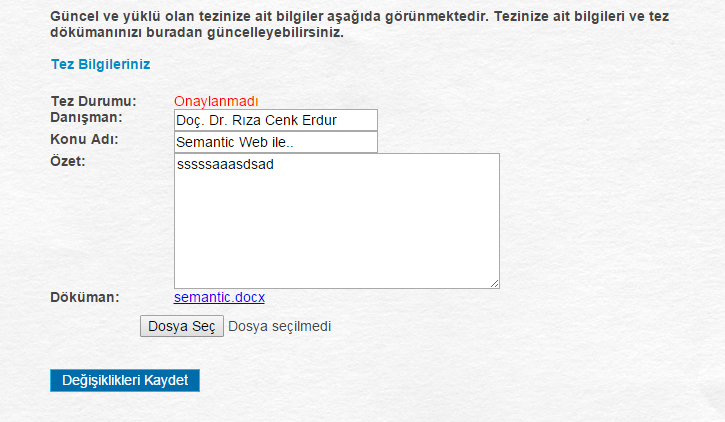 Güncel ve yüklü olan tezinize ait bilgiler aşağıda görünmektedir. Tezinize ait bilgileri ve tez
dökümanınızı buradan güncelleyebilirsiniz.
Tez Bilgileriniz
Tez Durumu: Onaylanmadı
Danışman: Doç. Dr. Rıza Cenk Erdur
Konu Adı: Semantic Web ile..
Özet: sssssaaasdsad
Döküman: semantic.docx
Dosya Seç Dosya seçilmedi
Değişiklikleri Kaydet